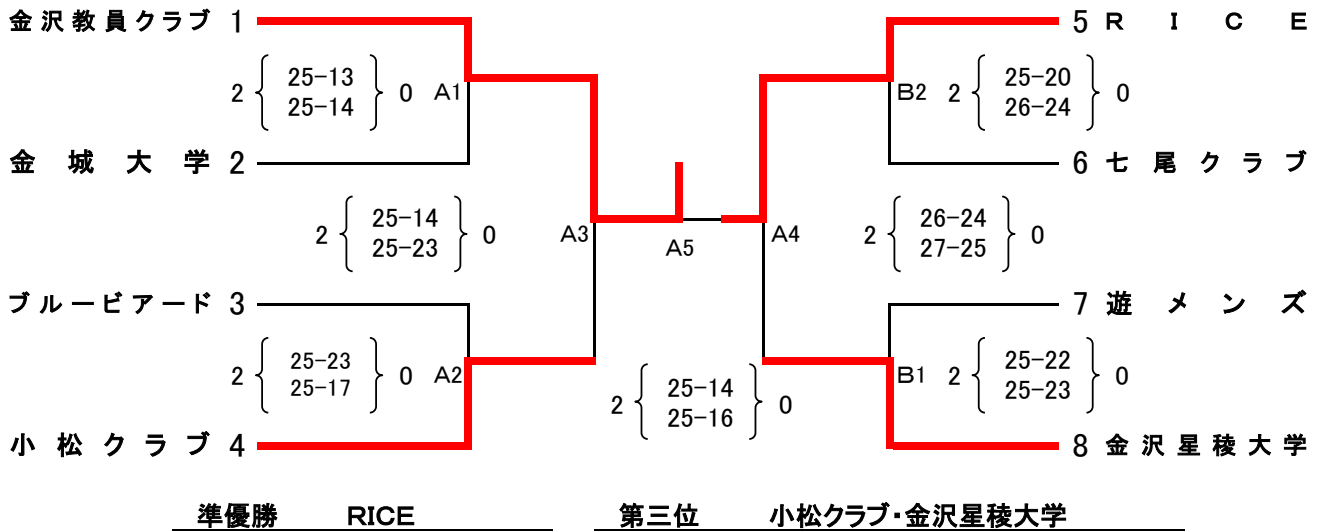 金沢教員クラブ 1
5 RICE
25-13
25-14
2 0 A1
B2 2 0
25-20
26-24
金城大学 2
6 七尾クラブ
25-14
25-23
2 0 A3
A5
A4 2 0
26-24
27-25
ブルービアード 3
7 遊メンズ
25-23
25-17
2 0 A2
B1 2 0
25-22
25-23
25-14
25-16
2 0
小松クラブ 4
8 金沢星稜大学
準優勝 RICE 第三位 小松クラブ・金沢星稜大学